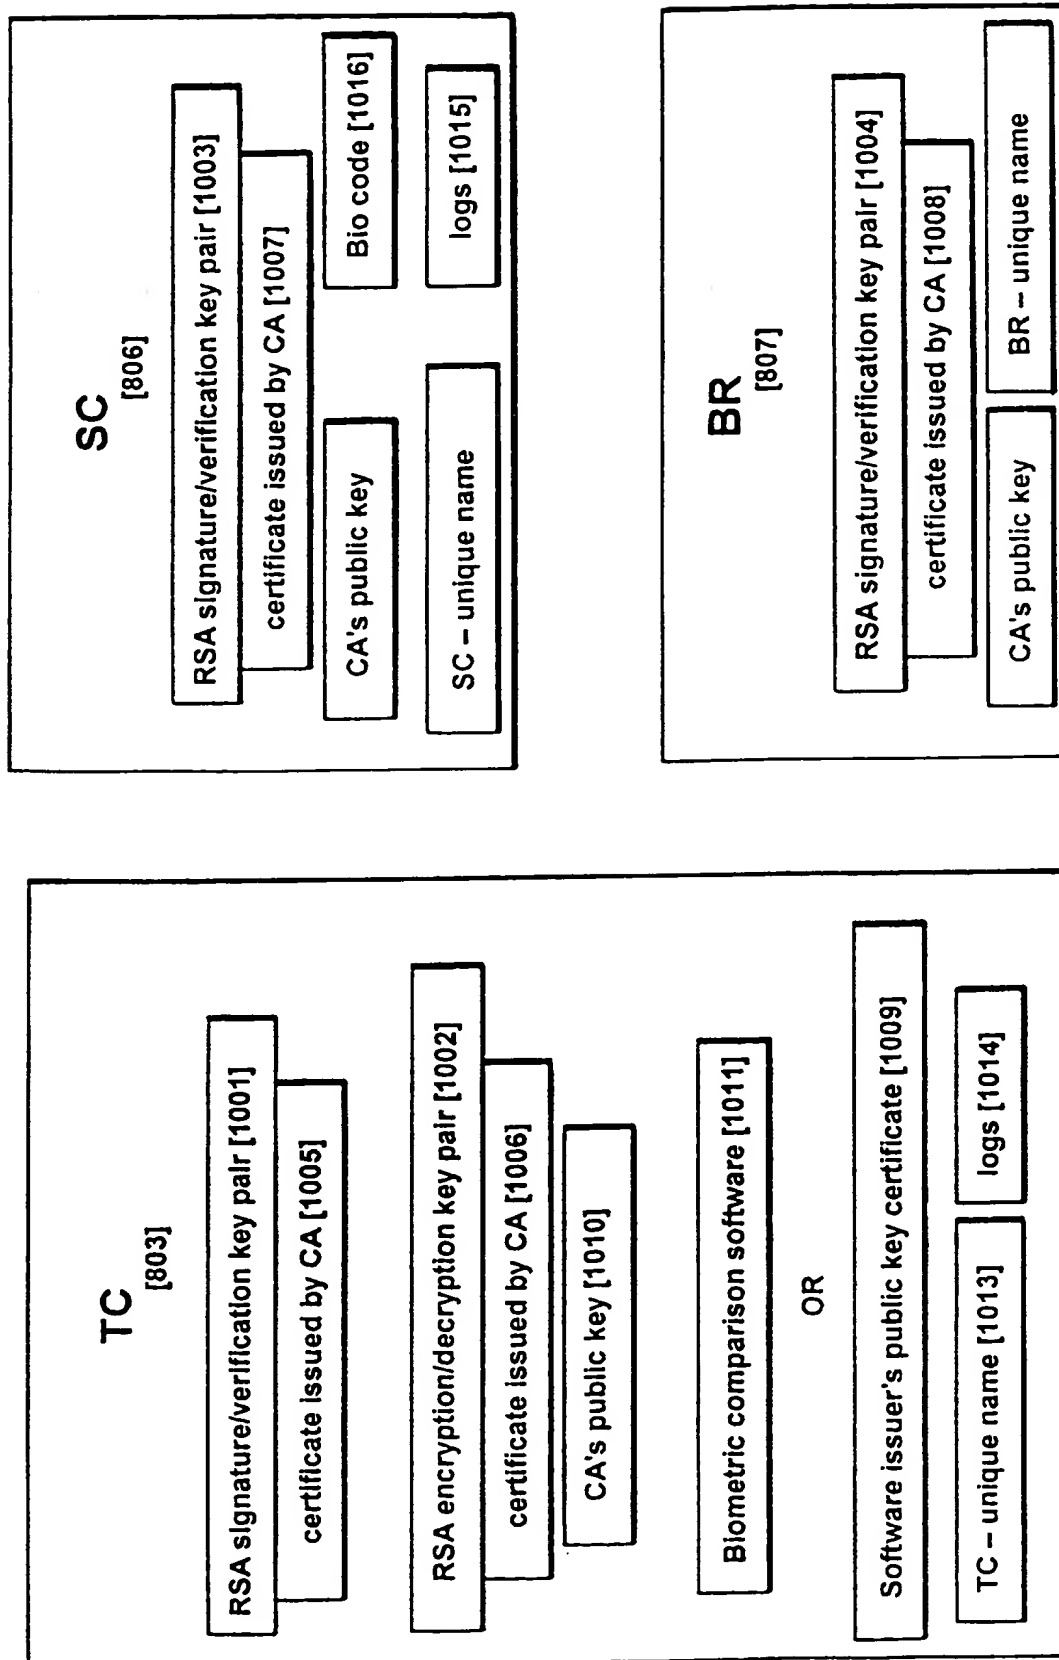 TC
[803]
RSA signature/verification key pair [1001]
certificate issued by CA [1005]
RSA encryption/decryption key pair [1002]
certificate issued by CA [1006]
CA's public key [1010]
Biometric comparison software [1011]
OR
Software issuer's public key certificate [1009]
TC – unique name [1013]
logs [1014]
SC
[806]
RSA signature/verification key pair [1003]
certificate issued by CA [1007]
CA's public key
Bio code [1016]
SC – unique name
logs [1015]
BR
[807]
RSA signature/verification key pair [1004]
certificate issued by CA [1008]
CA's public key
BR – unique name